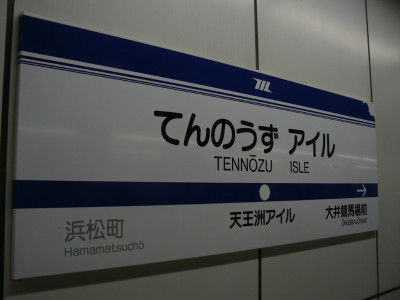 てんのうず アイル
TENNŌZU ISLE
浜松町
Hamamatsuchō
天王洲アイル
大井競馬場前
ŌIKEIBAJŌMAE